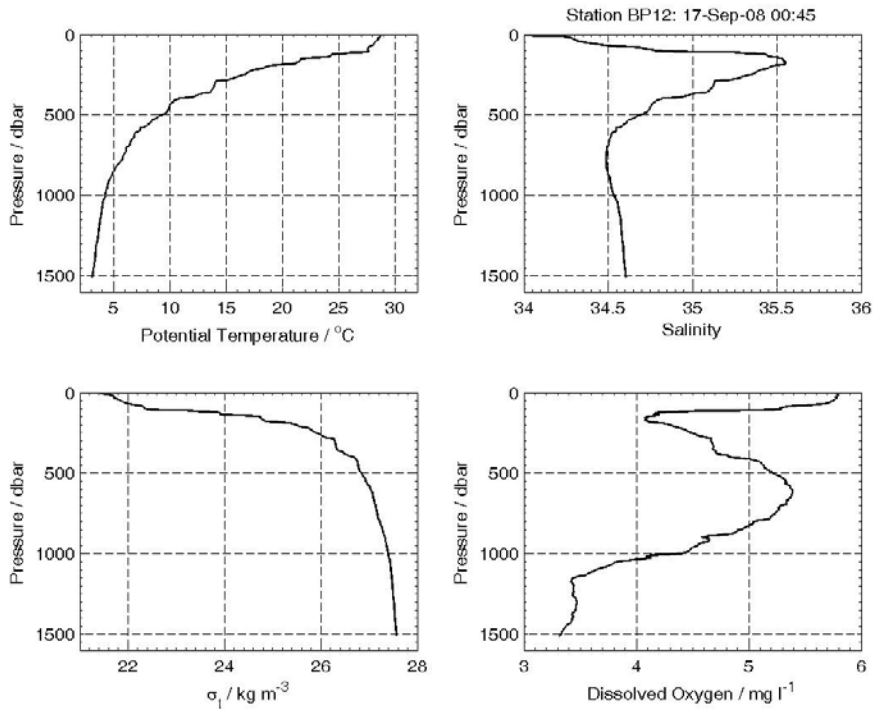 Station BP12: 17-Sep-08 00:45
0
500
1000
1500
Pressure / dbar
5 10 15 20 25 30
Potential Temperature / °C
0
500
1000
1500
Pressure / dbar
34 34.5 35 35.5 36
Salinity
0
500
1000
1500
Pressure / dbar
22 24 26 28
σt / kg m⁻³
0
500
1000
1500
Pressure / dbar
3 4 5 6
Dissolved Oxygen / mg l⁻¹